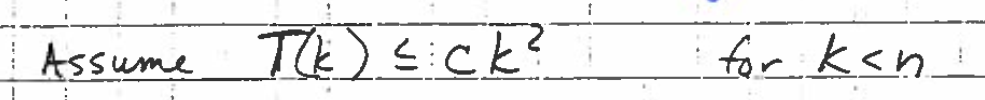 Assume T(k) ≤ ck² for k<n